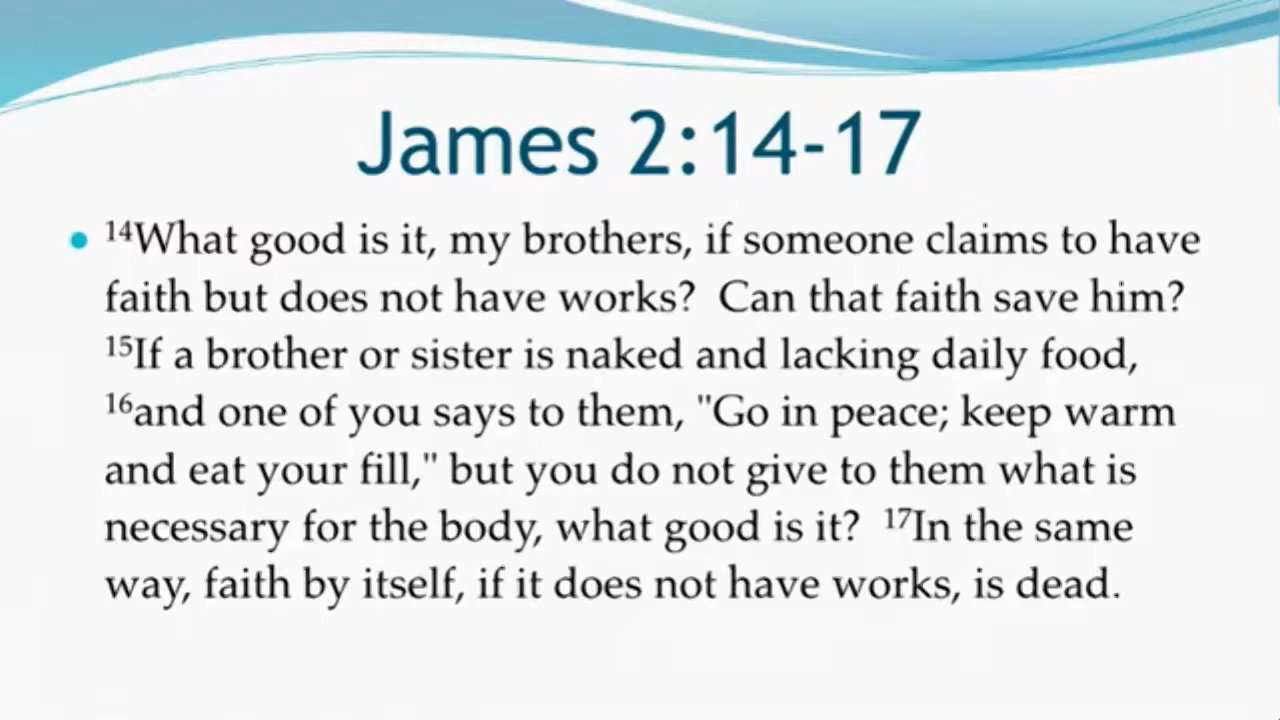 James 2:14-17
• ¹⁴What good is it, my brothers, if someone claims to have
faith but does not have works?  Can that faith save him?
¹⁵If a brother or sister is naked and lacking daily food,
¹⁶and one of you says to them, "Go in peace; keep warm
and eat your fill," but you do not give to them what is
necessary for the body, what good is it?  ¹⁷In the same
way, faith by itself, if it does not have works, is dead.